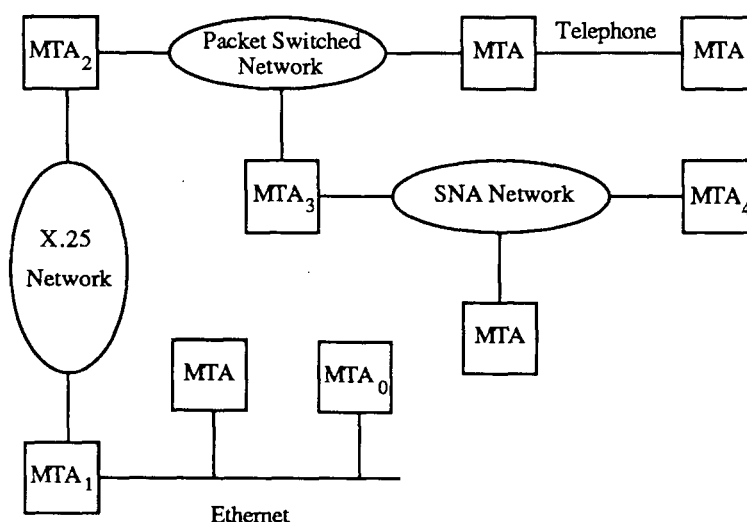 MTA2
Packet Switched
Network
MTA
Telephone
MTA
MTA3
SNA Network
MTA4
X.25
Network
MTA
MTA
MTA0
MTA1
Ethernet